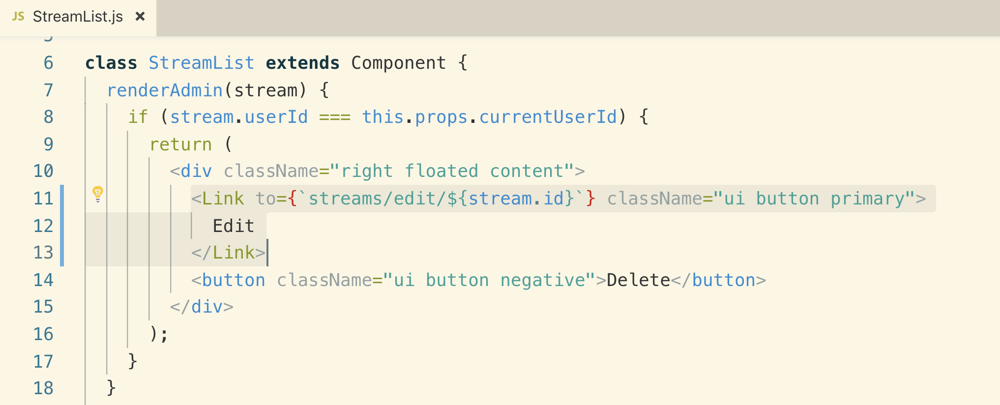 JS StreamList.js ×
5
6 class StreamList extends Component {
7 renderAdmin(stream) {
8 if (stream.userId === this.props.currentUserId) {
9 return (
10 <div className="right floated content">
11 <Link to={`streams/edit/${stream.id}`} className="ui button primary">
12 Edit
13 </Link>
14 <button className="ui button negative">Delete</button>
15 </div>
16 );
17 }
18 }